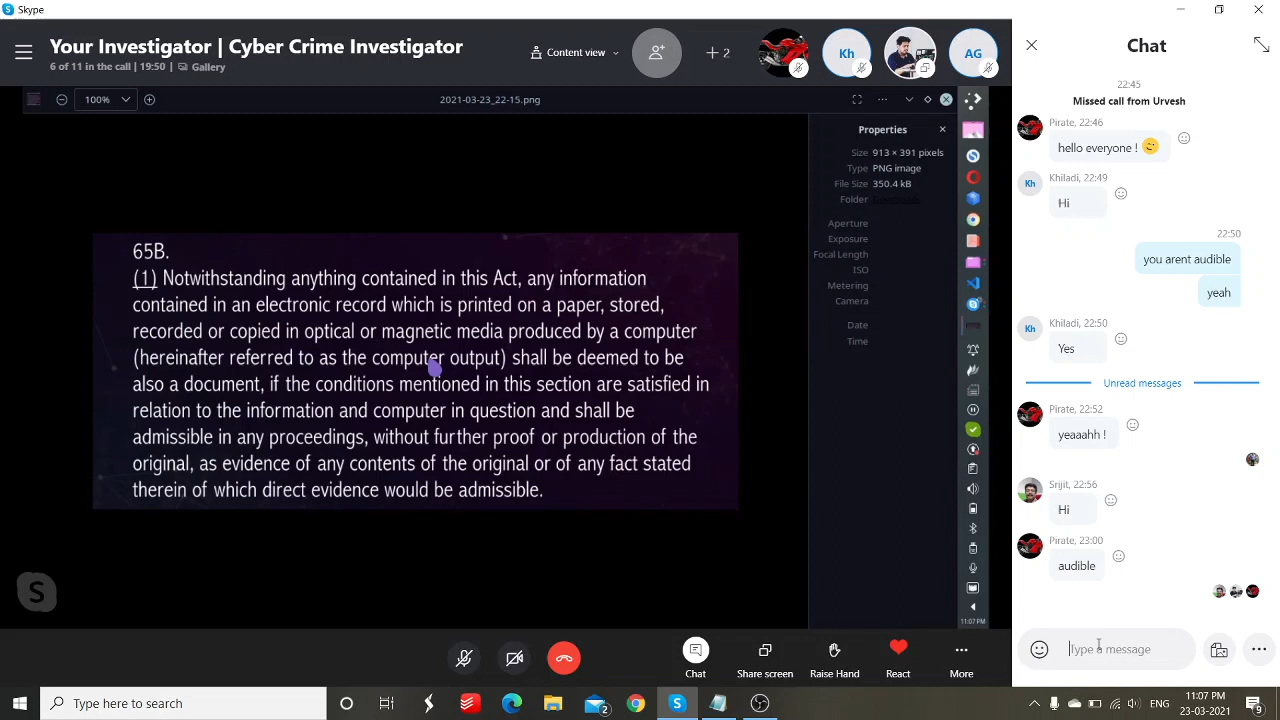 Skype
Your Investigator | Cyber Crime Investigator
6 of 11 in the call | 19:50 | Gallery
Content view
+ 2
Kh
AG
100%
2021-03-23_22-15.png
Properties
Size 913 × 391 pixels
Type PNG image
File Size 350.4 kB
Folder
Aperture
Exposure
Focal Length
ISO
Metering
Camera
Date
Time
65B.
(1) Notwithstanding anything contained in this Act, any information
contained in an electronic record which is printed on a paper, stored,
recorded or copied in optical or magnetic media produced by a computer
(hereinafter referred to as the computer output) shall be deemed to be
also a document, if the conditions mentioned in this section are satisfied in
relation to the information and computer in question and shall be
admissible in any proceedings, without further proof or production of the
original, as evidence of any contents of the original or of any fact stated
therein of which direct evidence would be admissible.
11:07 PM
Chat
Share screen
Raise Hand
React
More
Chat
22:45
Missed call from Urvesh
Pirate, 22:46
hello everyone !
Khiladi, 22:49
Kh
Hi
22:50
you arent audible
yeah
Khiladi, 22:50
Kh
Yes
Unread messages
Pirate, 22:52
yeaaahh !
Srijit, 22:56
Hi
Pirate, 23:00
audible
Type a message
Type here to search
2
11:07 PM
23-03-2021
9